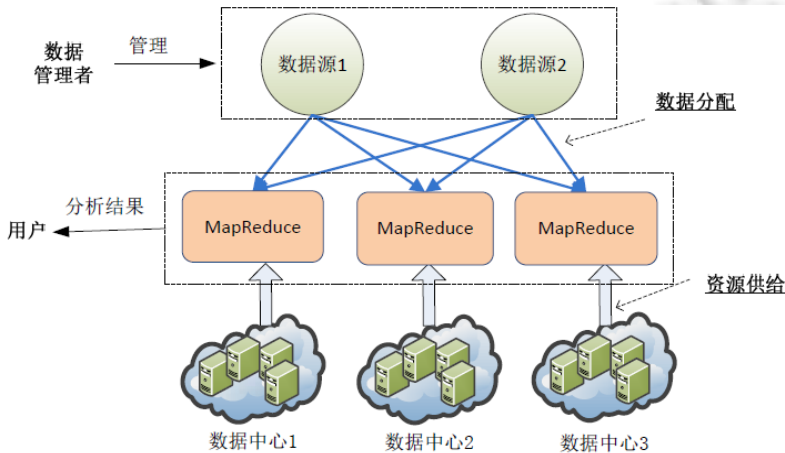 数据
管理者
管理
数据源1
数据源2
数据分配
用户
分析结果
MapReduce
MapReduce
MapReduce
资源供给
数据中心1
数据中心2
数据中心3